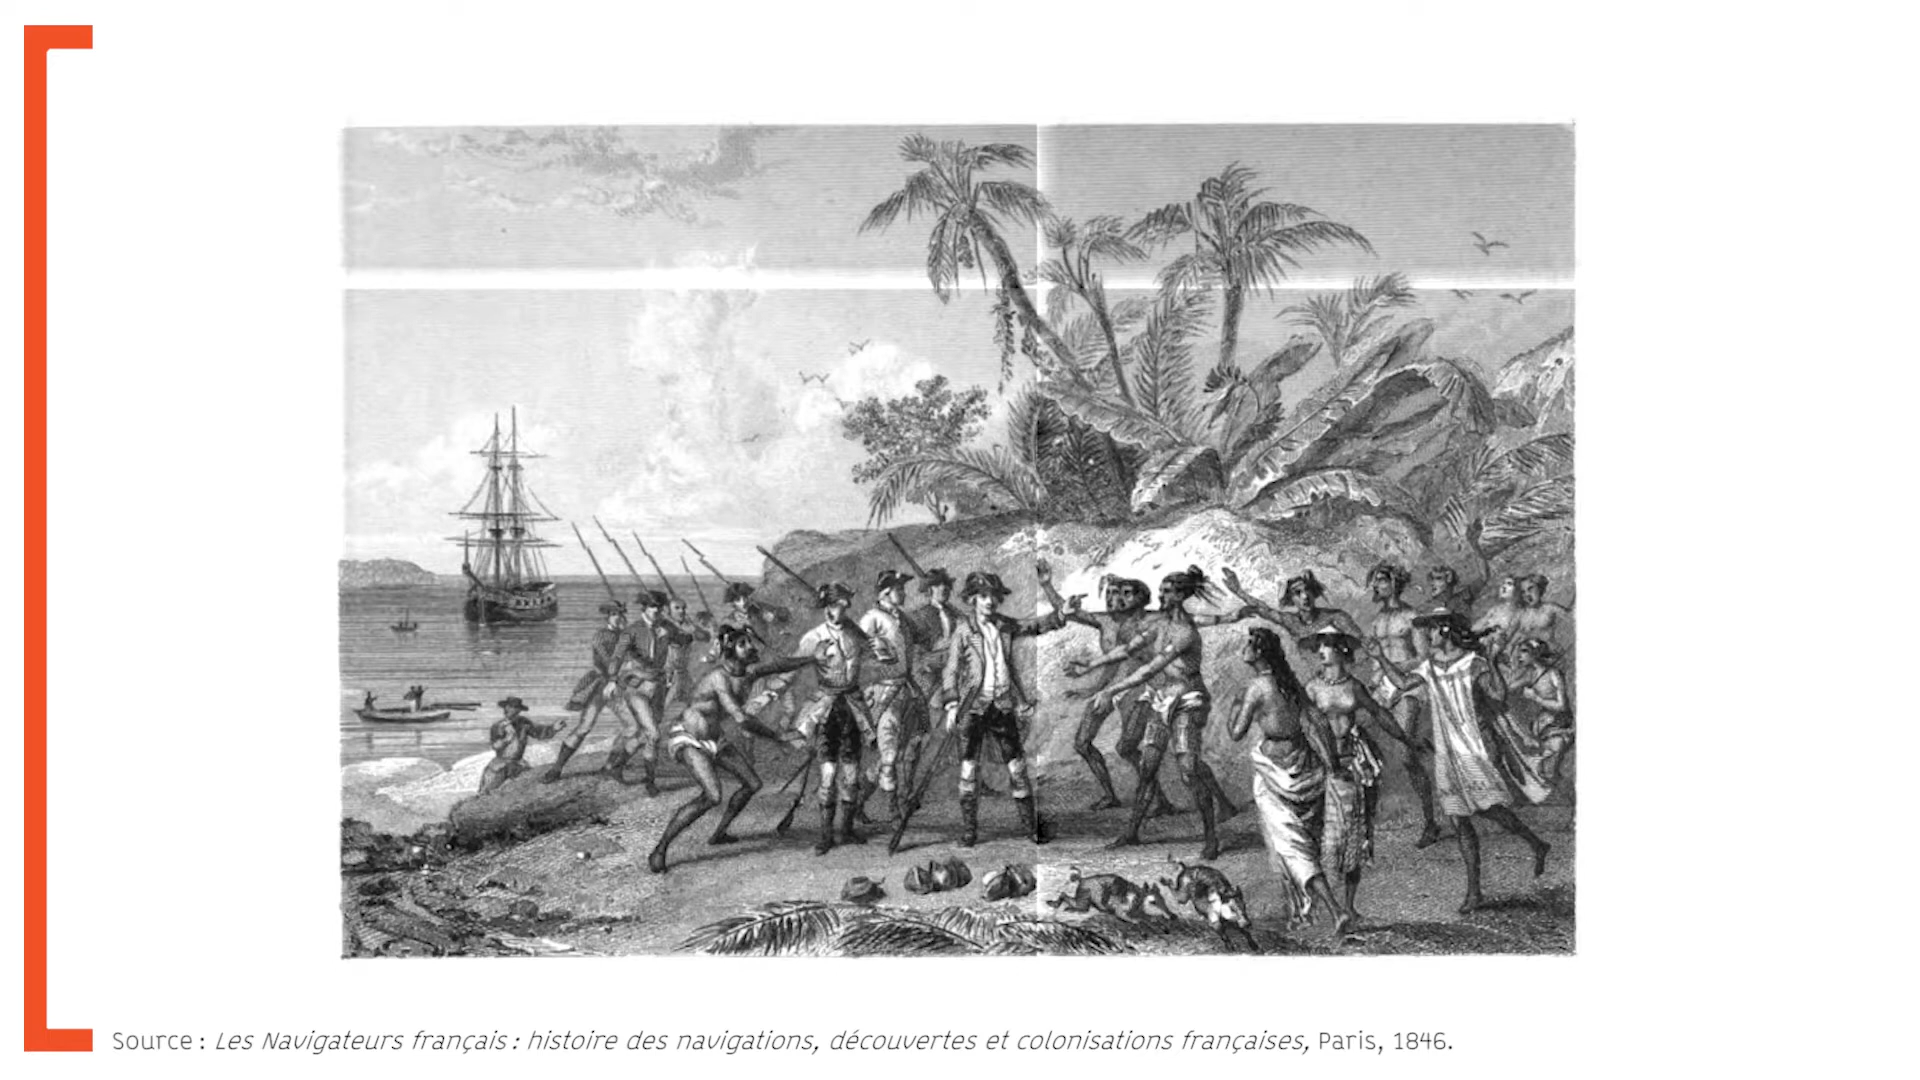 Source : Les Navigateurs français : histoire des navigations, découvertes et colonisations françaises, Paris, 1846.